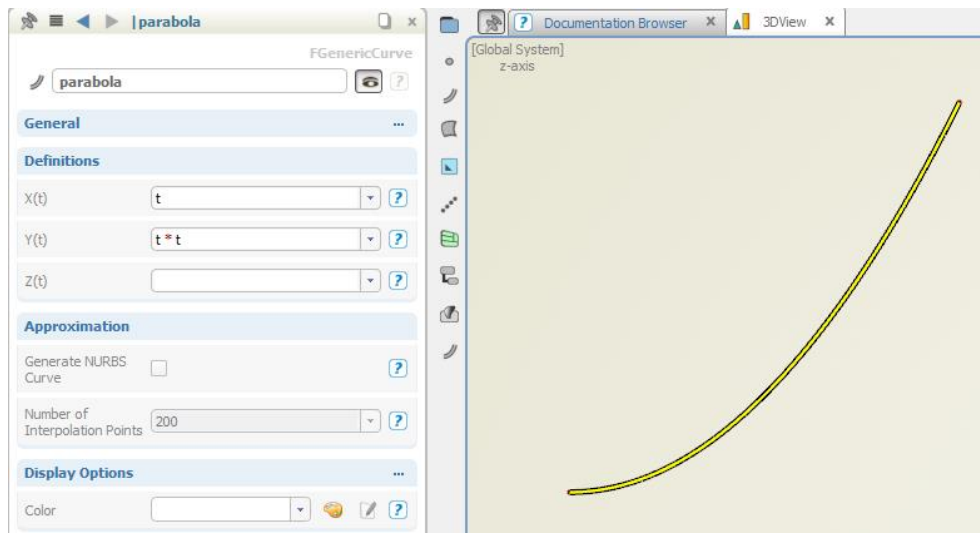 |parabola
FGenericCurve
parabola
General
Definitions
X(t) t
Y(t) t * t
Z(t)
Approximation
Generate NURBS
Curve
Number of
Interpolation Points 200
Display Options
Color
Documentation Browser
3DView
[Global System]
z-axis